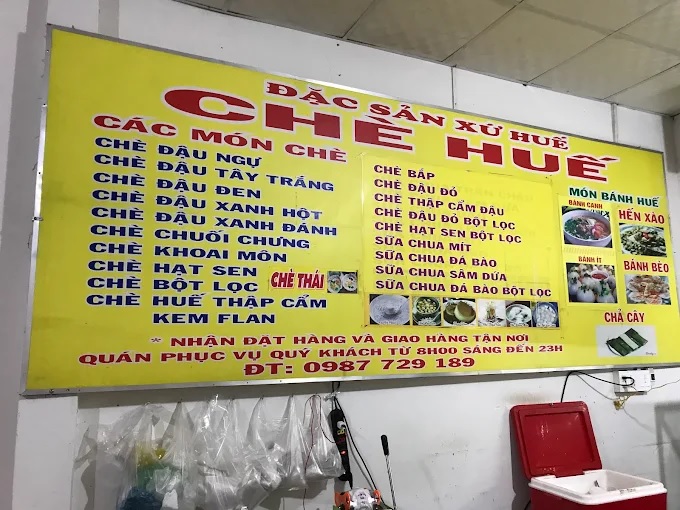 ĐẶC SẢN XỨ HUẾ
CHÈ HUẾ
CÁC MÓN CHÈ
CHÈ ĐẬU NGỰ
CHÈ ĐẬU TÂY TRẮNG
CHÈ ĐẬU ĐEN
CHÈ ĐẬU XANH HỘT
CHÈ ĐẬU XANH ĐÁNH
CHÈ CHUỐI CHƯNG
CHÈ KHOAI MÔN
CHÈ HẠT SEN
CHÈ BỘT LỌC
CHÈ HUẾ THẬP CẨM
KEM FLAN
CHÈ THÁI
CHÈ BẮP
CHÈ ĐẬU ĐỎ
CHÈ THẬP CẨM ĐẬU
CHÈ ĐẬU ĐỎ BỘT LỌC
CHÈ HẠT SEN BỘT LỌC
SỮA CHUA MÍT
SỮA CHUA ĐÁ BÀO
SỮA CHUA SÂM DỨA
SỮA CHUA ĐÁ BÀO BỘT LỌC
MÓN BÁNH HUẾ
BÁNH CANH
HẾN XÀO
BÁNH ÍT
BÁNH BÈO
CHẢ CÂY
* NHẬN ĐẶT HÀNG VÀ GIAO HÀNG TẬN NƠI
QUÁN PHỤC VỤ QUÝ KHÁCH TỪ 8H00 SÁNG ĐẾN 23H
ĐT: 0987 729 189